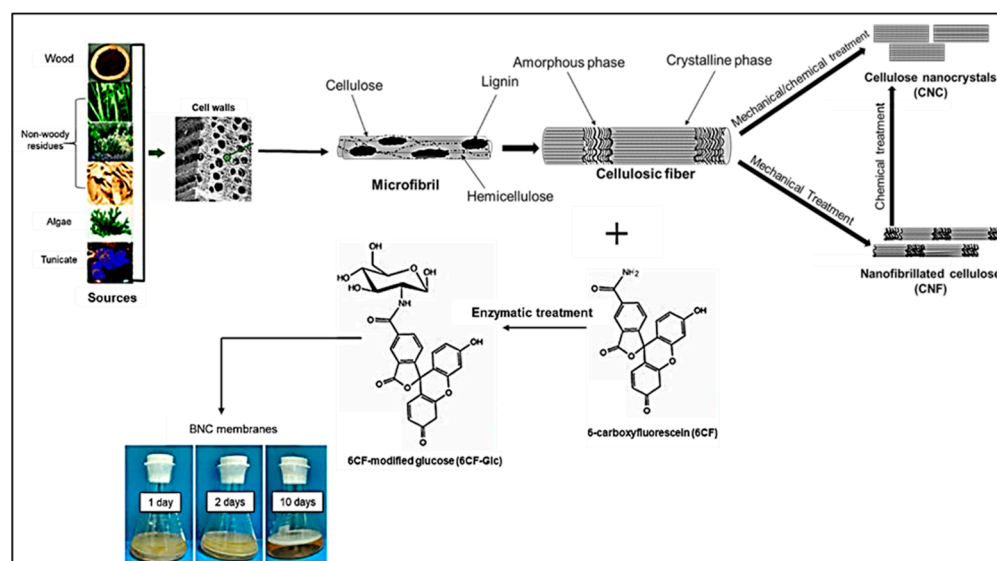 Wood
Non-woody
residues
Algae
Tunicate
Sources
Cell walls
Cellulose
Lignin
Microfibril
Hemicellulose
Amorphous phase
Crystalline phase
Cellulosic fiber
Mechanical/chemical treatment
Mechanical Treatment
Cellulose nanocrystals
(CNC)
Chemical treatment
Nanofibrillated cellulose
(CNF)
+
NH2
O
OH
O
O
O
O
6-carboxyfluorescein (6CF)
Enzymatic treatment
OH
HO
O
O H
HO
NH
O
OH
O
O
O
O
6CF-modified glucose (6CF-Glc)
BNC membranes
1 day
2 days
10 days